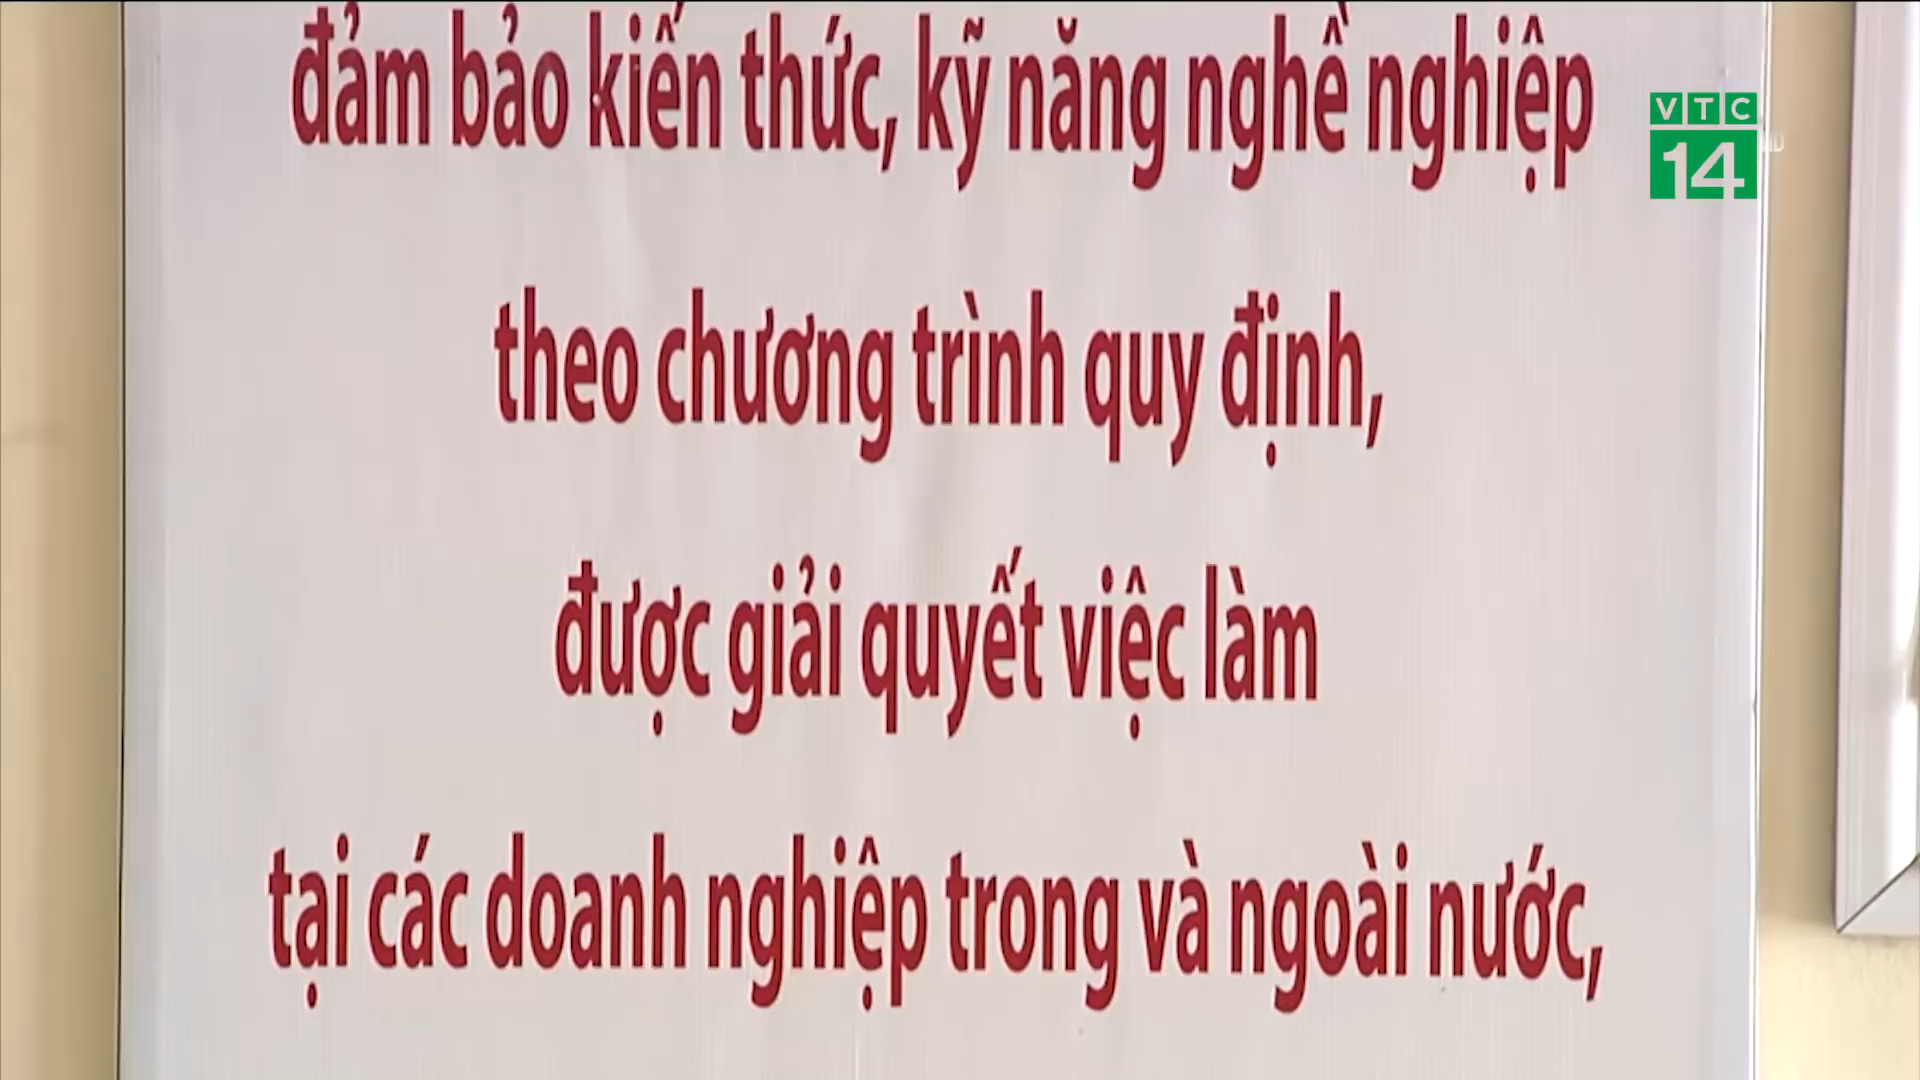 đảm bảo kiến thức, kỹ năng nghề nghiệp
VTC
14
theo chương trình quy định,
được giải quyết việc làm
tại các doanh nghiệp trong và ngoài nước,